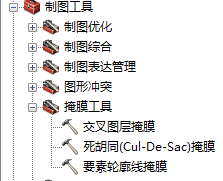 制图工具
制图优化
制图综合
制图表达管理
图形冲突
掩膜工具
交叉图层掩膜
死胡同(Cul-De-Sac)掩膜
要素轮廓线掩膜